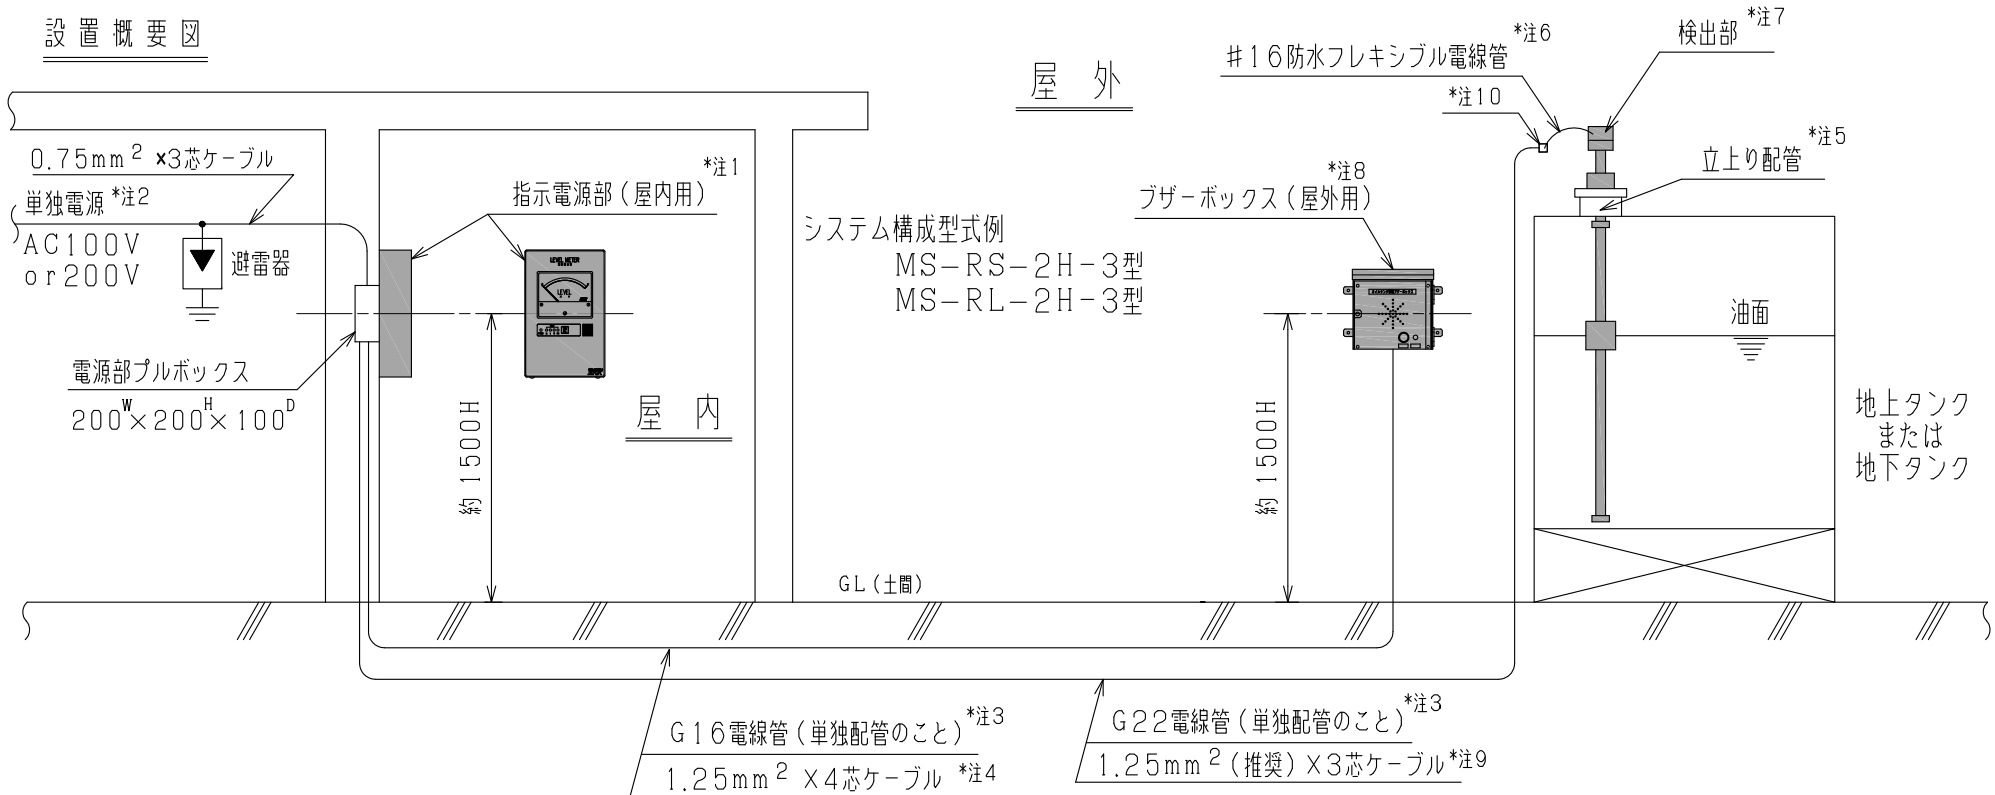 設置概要図
屋 外
#16防水フレキシブル電線管*注6
検出部*注7
*注10
0.75mm² ×3芯ケーブル
単独電源*注2
AC100V
or200V
避雷器
指示電源部(屋内用)*注1
LEVEL METER
LEVEL
システム構成型式例
MS-RS-2H-3型
MS-RL-2H-3型
ブザーボックス(屋外用)*注8
立上り配管*注5
油面
電源部プルボックス
200ᵂ×200ᴴ×100ᴰ
屋 内
約1500H
約1500H
地上タンク
または
地下タンク
GL(土間)
G16電線管(単独配管のこと)*注3
1.25mm² ×4芯ケーブル *注4
G22電線管(単独配管のこと)*注3
1.25mm²(推奨)×3芯ケーブル*注9